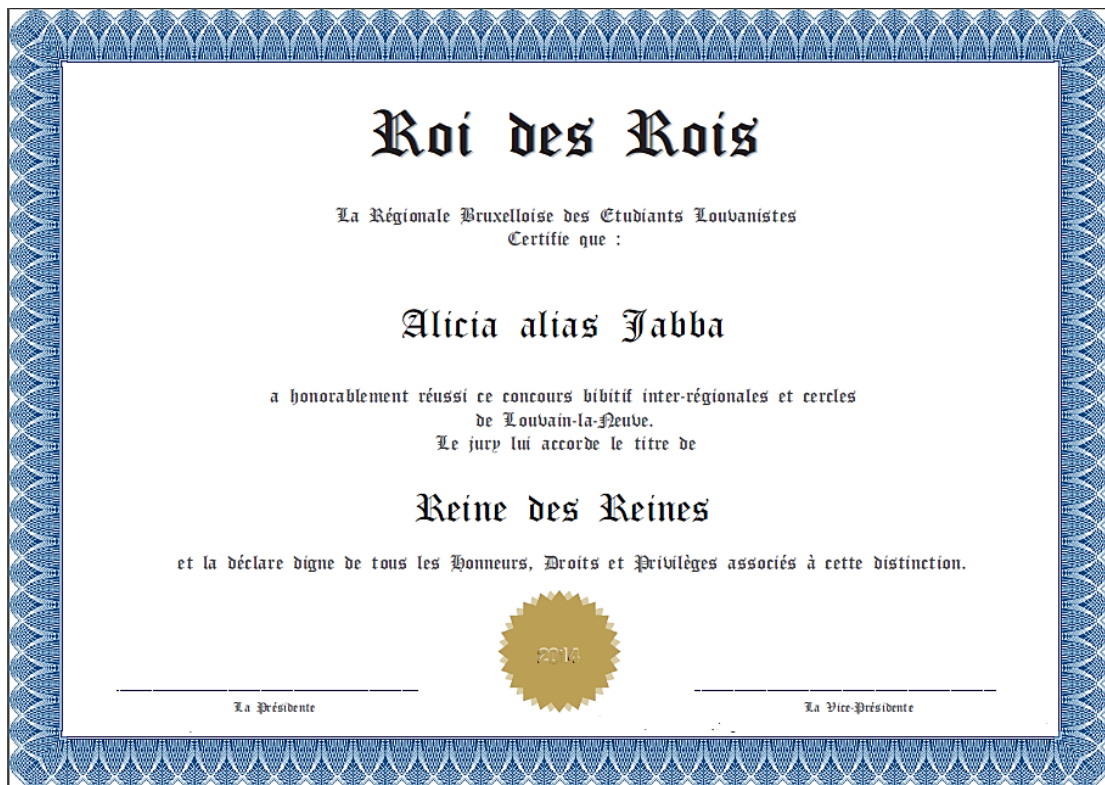 Roi des Rois
La Régionale Bruxelloise des Etudiants Louvanistes
Certifie que :
Alicia alias Jabba
a honorablement réussi ce concours bibitif inter-régionales et cercles
de Louvain-la-Neuve.
Le jury lui accorde le titre de
Reine des Reines
et la déclare digne de tous les Honneurs, Droits et Privilèges associés à cette distinction.
2014
La Présidente
La Vice-Présidente